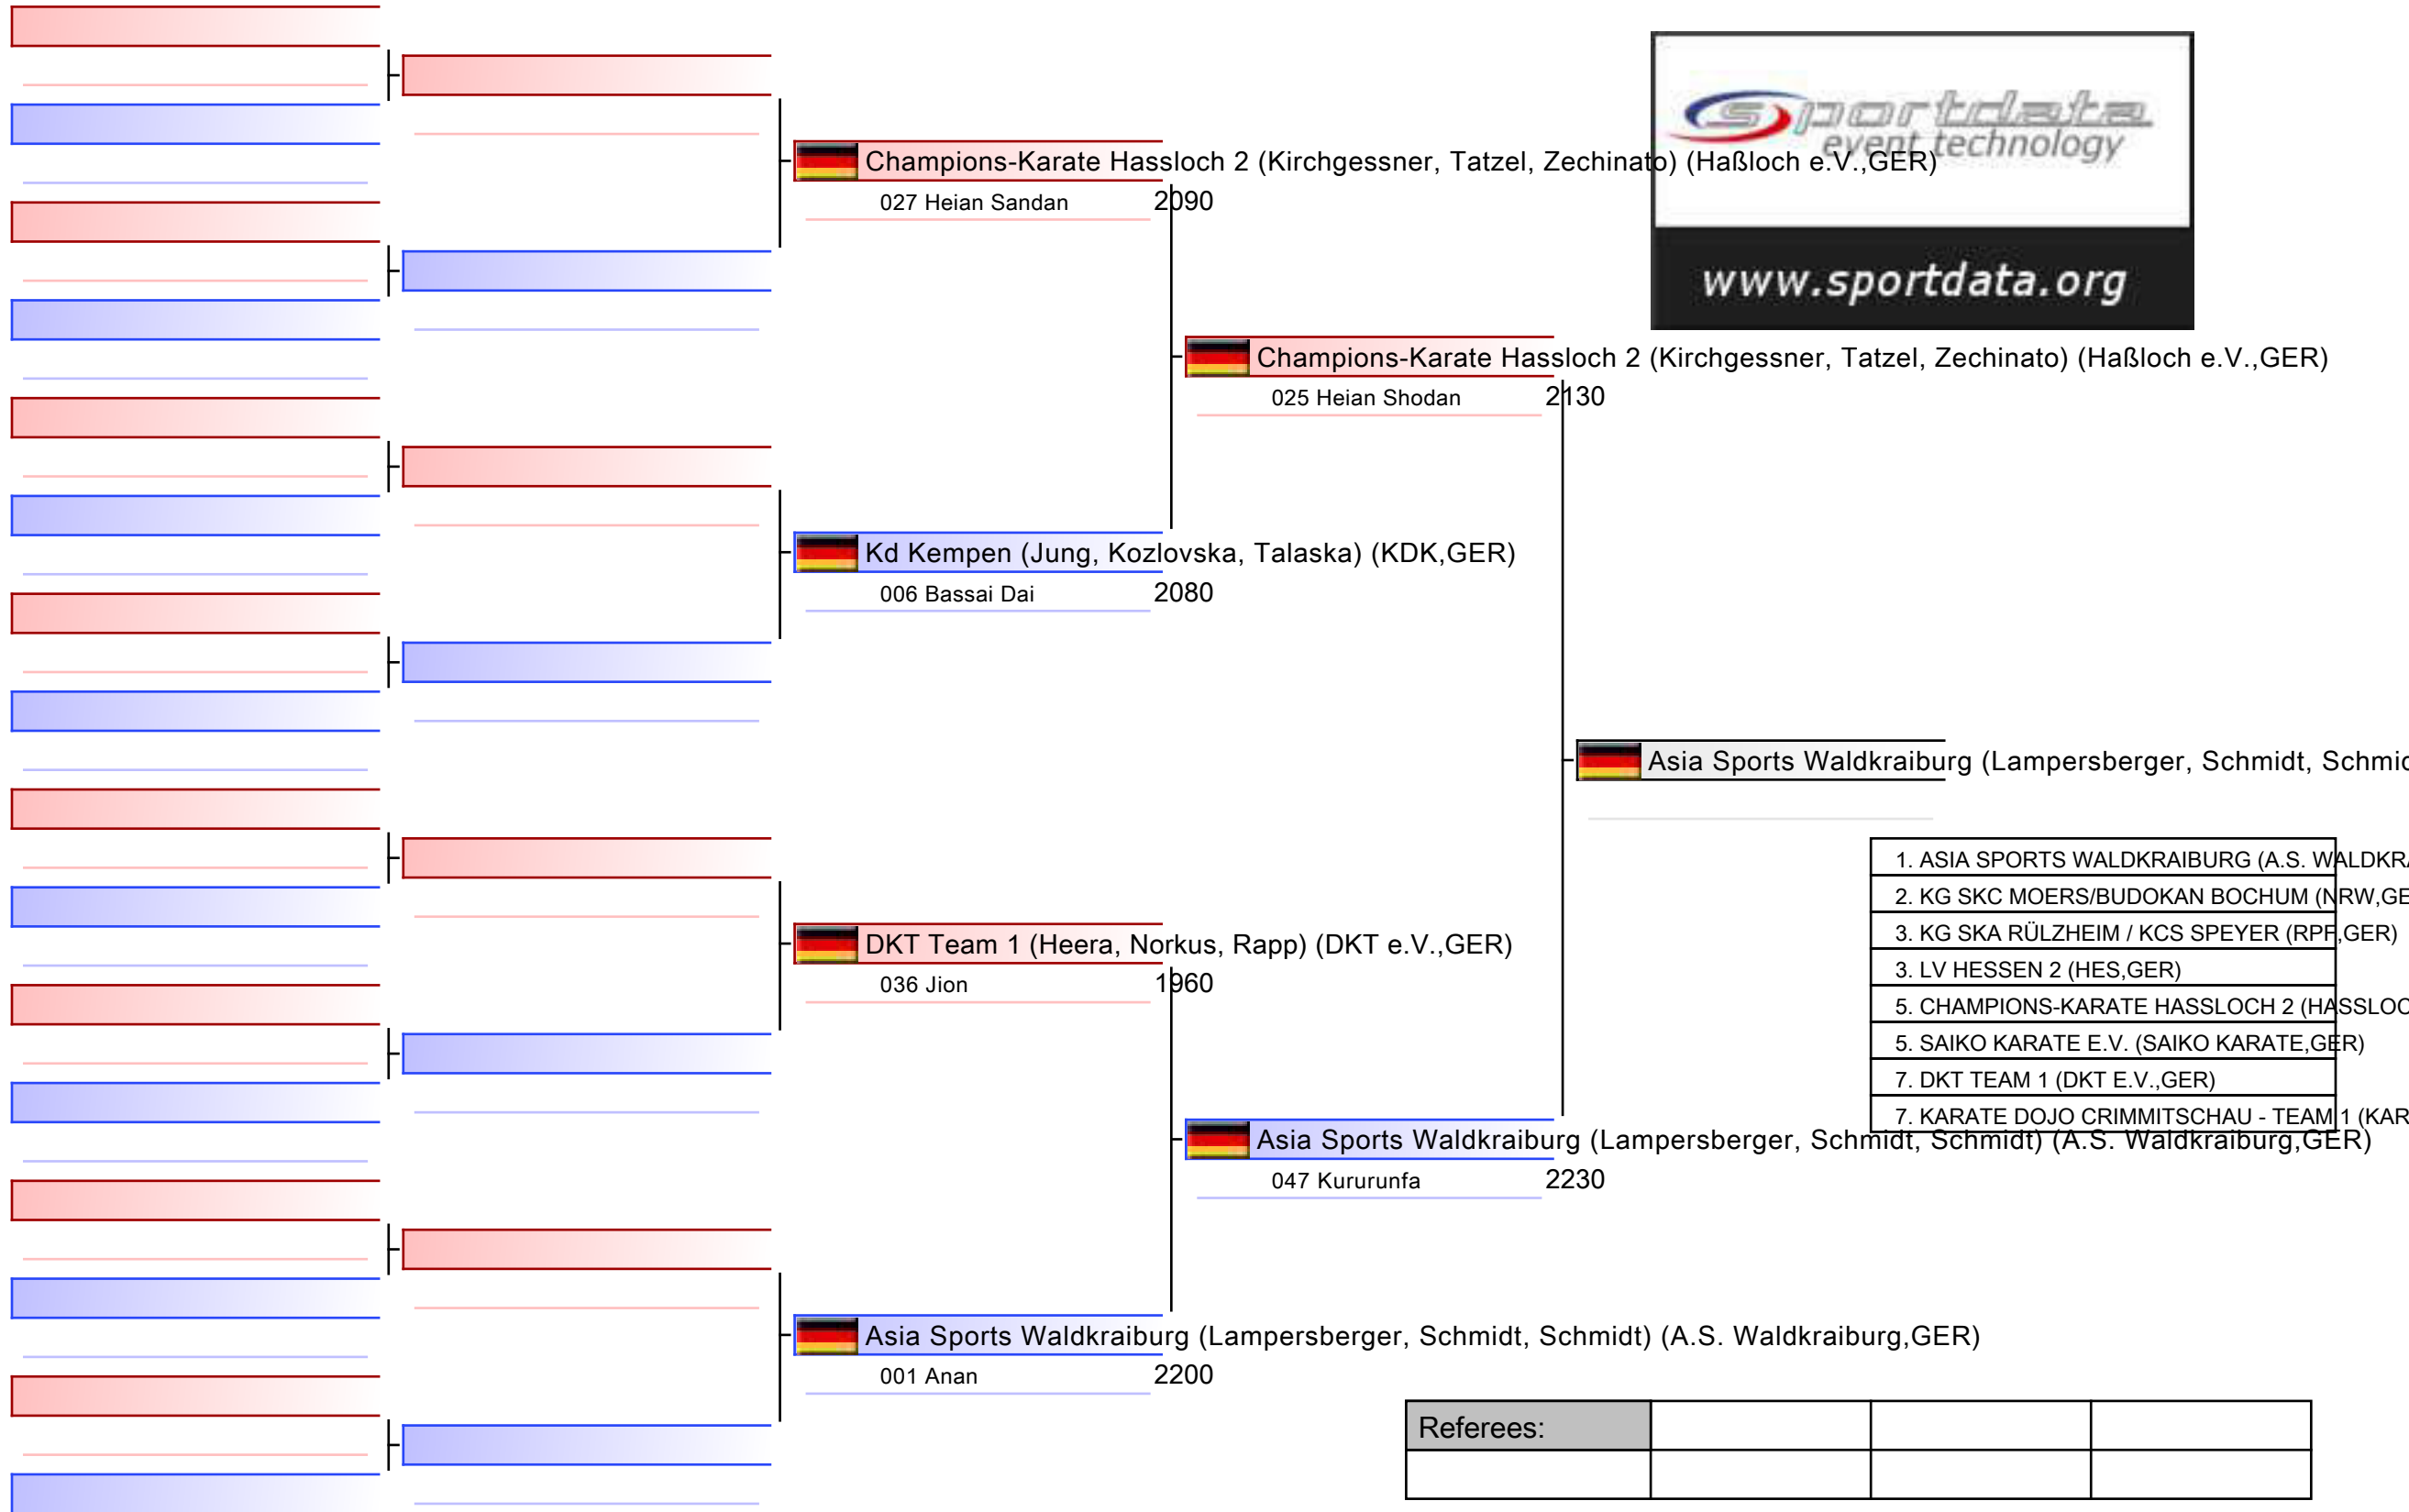 sportdata
event technology
www.sportdata.org
Champions-Karate Hassloch 2 (Kirchgessner, Tatzel, Zechinato) (Haßloch e.V.,GER)
027 Heian Sandan 2090
Champions-Karate Hassloch 2 (Kirchgessner, Tatzel, Zechinato) (Haßloch e.V.,GER)
025 Heian Shodan 2130
Kd Kempen (Jung, Kozlovska, Talaska) (KDK,GER)
006 Bassai Dai 2080
Asia Sports Waldkraiburg (Lampersberger, Schmidt, Schmid
1. ASIA SPORTS WALDKRAIBURG (A.S. WALDKRA
2. KG SKC MOERS/BUDOKAN BOCHUM (NRW,GE
3. KG SKA RÜLZHEIM / KCS SPEYER (RPF,GER)
3. LV HESSEN 2 (HES,GER)
5. CHAMPIONS-KARATE HASSLOCH 2 (HASSLOC
5. SAIKO KARATE E.V. (SAIKO KARATE,GER)
7. DKT TEAM 1 (DKT E.V.,GER)
7. KARATE DOJO CRIMMITSCHAU - TEAM 1 (KAR
DKT Team 1 (Heera, Norkus, Rapp) (DKT e.V.,GER)
036 Jion 1960
Asia Sports Waldkraiburg (Lampersberger, Schmidt, Schmidt) (A.S. Waldkraiburg,GER)
047 Kururunfa 2230
Asia Sports Waldkraiburg (Lampersberger, Schmidt, Schmidt) (A.S. Waldkraiburg,GER)
001 Anan 2200
Referees: